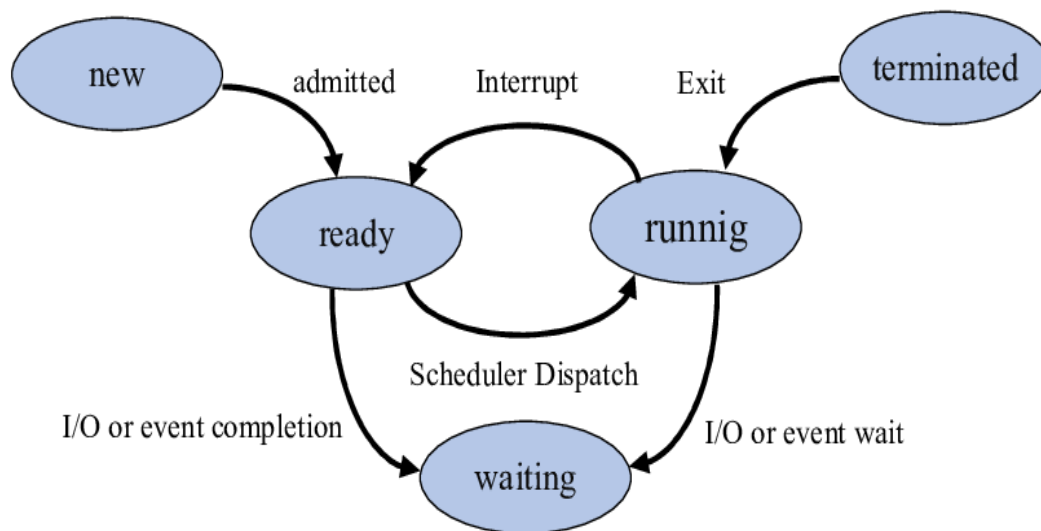 new
admitted
Interrupt
Exit
terminated
ready
runnig
Scheduler Dispatch
I/O or event completion
I/O or event wait
waiting